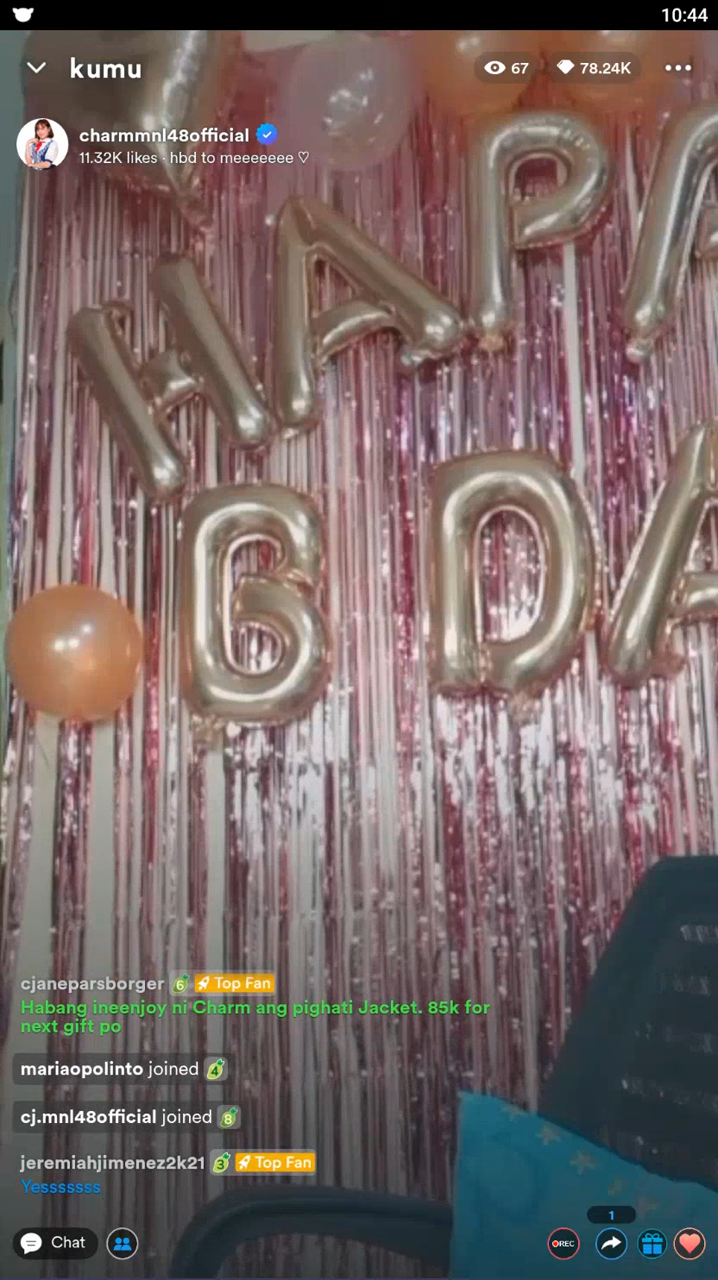 10:44
kumu
67
78.24K
charmmnl48official
11.32K likes · hbd to meeeeeee ♡
HAPP
B DA
cjaneparsborger 6 Top Fan
Habang ineenjoy ni Charm ang pighati Jacket. 85k for
next gift po
mariaopolinto joined 4
cj.mnl48official joined 8
jeremiahjimenez2k21 3 Top Fan
Yesssssss
1
Chat
REC